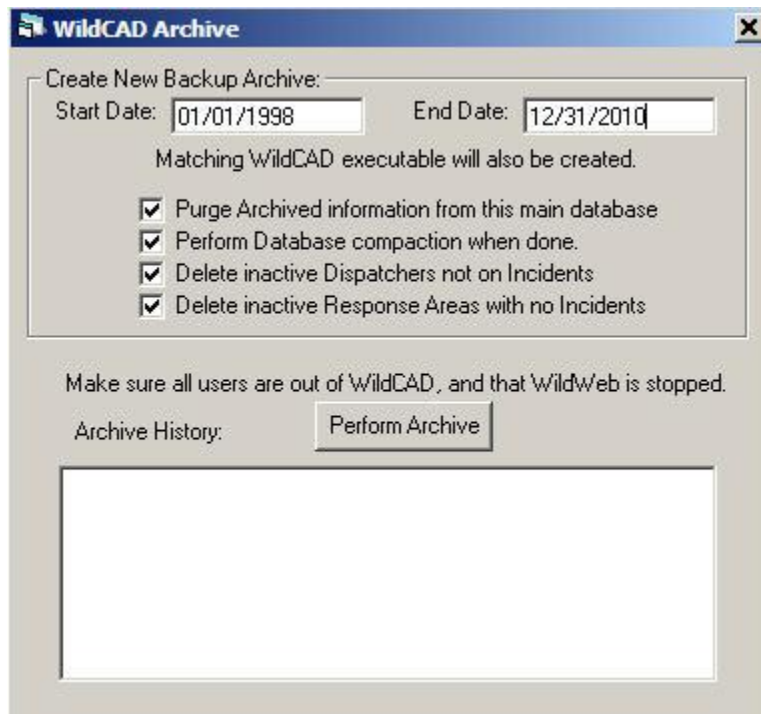 WildCAD Archive
Create New Backup Archive:
Start Date: 01/01/1998 End Date: 12/31/2010
Matching WildCAD executable will also be created.
Purge Archived information from this main database
Perform Database compaction when done.
Delete inactive Dispatchers not on Incidents
Delete inactive Response Areas with no Incidents
Make sure all users are out of WildCAD, and that WildWeb is stopped.
Archive History: Perform Archive